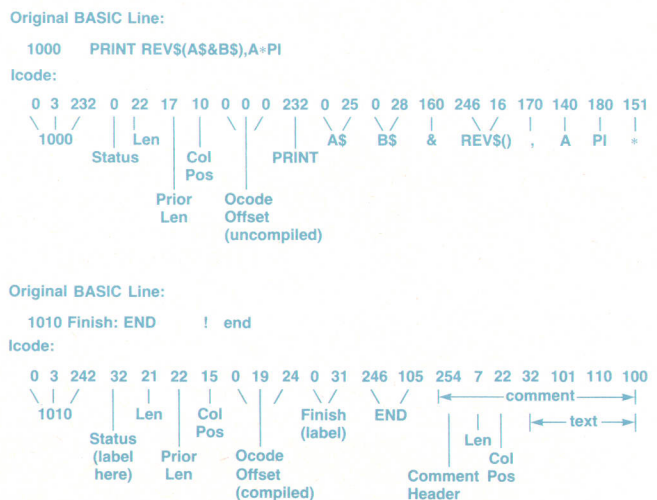 Original BASIC Line:
1000 PRINT REV$(A$&B$),A*PI
Icode:
0 3 232 0 22 17 10 0 0 0 232 0 25 0 28 160 246 16 170 140 180 151
1000 Len A$ B$ & REV$() , A PI *
Status Col PRINT
Pos
Prior Ocode
Len Offset
(uncompiled)
Original BASIC Line:
1010 Finish: END ! end
Icode:
0 3 242 32 21 22 15 0 19 24 0 31 246 105 254 7 22 32 101 110 100
comment
1010 Len Col Finish END
Pos (label)
text
Status Len
(label Prior Ocode Col
here) Len Offset Comment Pos
(compiled) Header